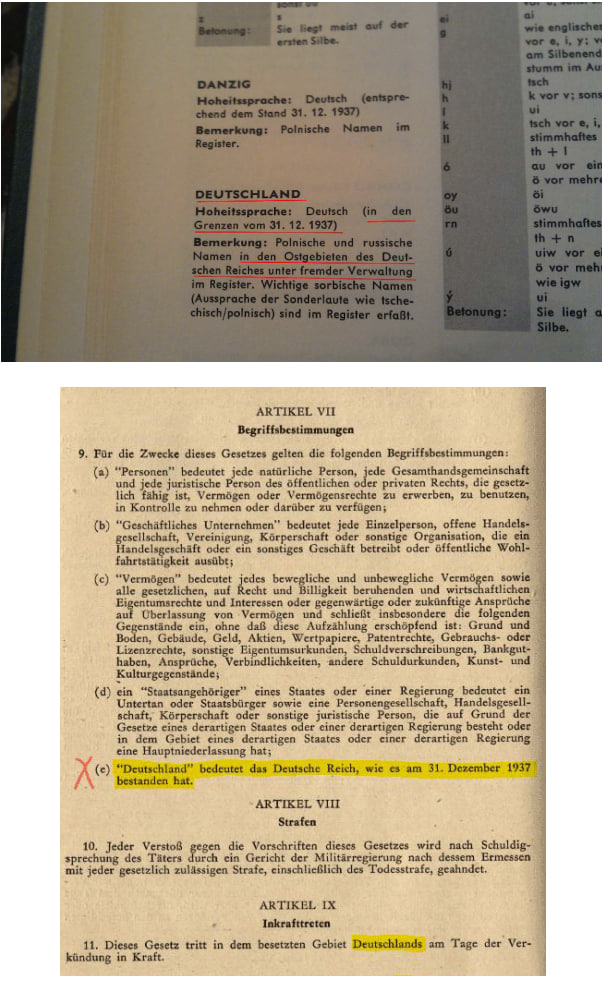 sonst ou
z s
Betonung: Sie liegt meist auf der
ersten Silbe.
DANZIG
Hoheitssprache: Deutsch (entspre-
chend dem Stand 31. 12. 1937)
Bemerkung: Polnische Namen im
Register.
DEUTSCHLAND
Hoheitssprache: Deutsch (in den
Grenzen vom 31. 12. 1937)
Bemerkung: Polnische und russische
Namen in den Ostgebieten des Deut-
schen Reiches unter fremder Verwaltung
im Register. Wichtige sorbische Namen
(Aussprache der Sonderlaute wie tsche-
chisch/polnisch) sind im Register erfaßt.
ei ai
g wie englischer
vor e, i, y; vo
am Silbenend
stumm im Au
hj tsch
h k vor v; sons
í ui
k tsch vor e, i,
ll stimmhaftes
th + l
ó au vor ein
ö vor mehre
oy öi
öu öwu
rn stimmhaftes
th + n
ú uiw vor ei
ö vor meh
wie igw
ý ui
Betonung: Sie liegt a
Silbe.
ARTIKEL VII
Begriffsbestimmungen
9. Für die Zwecke dieses Gesetzes gelten die folgenden Begriffsbestimmungen:
(a) "Personen" bedeutet jede natürliche Person, jede Gesamthandsgemeinschaft
und jede juristische Person des öffentlichen oder privaten Rechts, die gesetz-
lich fähig ist, Vermögen oder Vermögensrechte zu erwerben, zu benutzen,
in Kontrolle zu nehmen oder darüber zu verfügen;
(b) "Geschäftliches Unternehmen" bedeutet jede Einzelperson, offene Handels-
gesellschaft, Vereinigung, Körperschaft oder sonstige Organisation, die ein
Handelsgeschäft oder ein sonstiges Geschäft betreibt oder öffentliche Wohl-
fahrtstätigkeit ausübt;
(c) "Vermögen" bedeutet jedes bewegliche und unbewegliche Vermögen sowie
alle gesetzlichen, auf Recht und Billigkeit beruhenden und wirtschaftlichen
Eigentumsrechte und Interessen oder gegenwärtige oder zukünftige Ansprüche
auf Überlassung von Vermögen und schließt insbesondere die folgenden
Gegenstände ein, ohne daß diese Aufzählung erschöpfend ist: Grund und
Boden, Gebäude, Geld, Aktien, Wertpapiere, Patentrechte, Gebrauchs- oder
Lizenzrechte, sonstige Eigentumsurkunden, Schuldverschreibungen, Bankgut-
haben, Ansprüche, Verbindlichkeiten, andere Schuldurkunden, Kunst- und
Kulturgegenstände;
(d) ein "Staatsangehöriger" eines Staates oder einer Regierung bedeutet ein
Untertan oder Staatsbürger sowie eine Personengesellschaft, Handelsgesell-
schaft, Körperschaft oder sonstige juristische Person, die auf Grund der
Gesetze eines derartigen Staates oder einer derartigen Regierung besteht oder
in dem Gebiet eines derartigen Staates oder einer derartigen Regierung
eine Hauptniederlassung hat;
(e) "Deutschland" bedeutet das Deutsche Reich, wie es am 31. Dezember 1937
bestanden hat.
ARTIKEL VIII
Strafen
10. Jeder Verstoß gegen die Vorschriften dieses Gesetzes wird nach Schuldig-
sprechung des Täters durch ein Gericht der Militärregierung nach dessem Ermessen
mit jeder gesetzlich zulässigen Strafe, einschließlich des Todesstrafe, geahndet.
ARTIKEL IX
Inkrafttreten
11. Dieses Gesetz tritt in dem besetzten Gebiet Deutschlands am Tage der Ver-
kündung in Kraft.